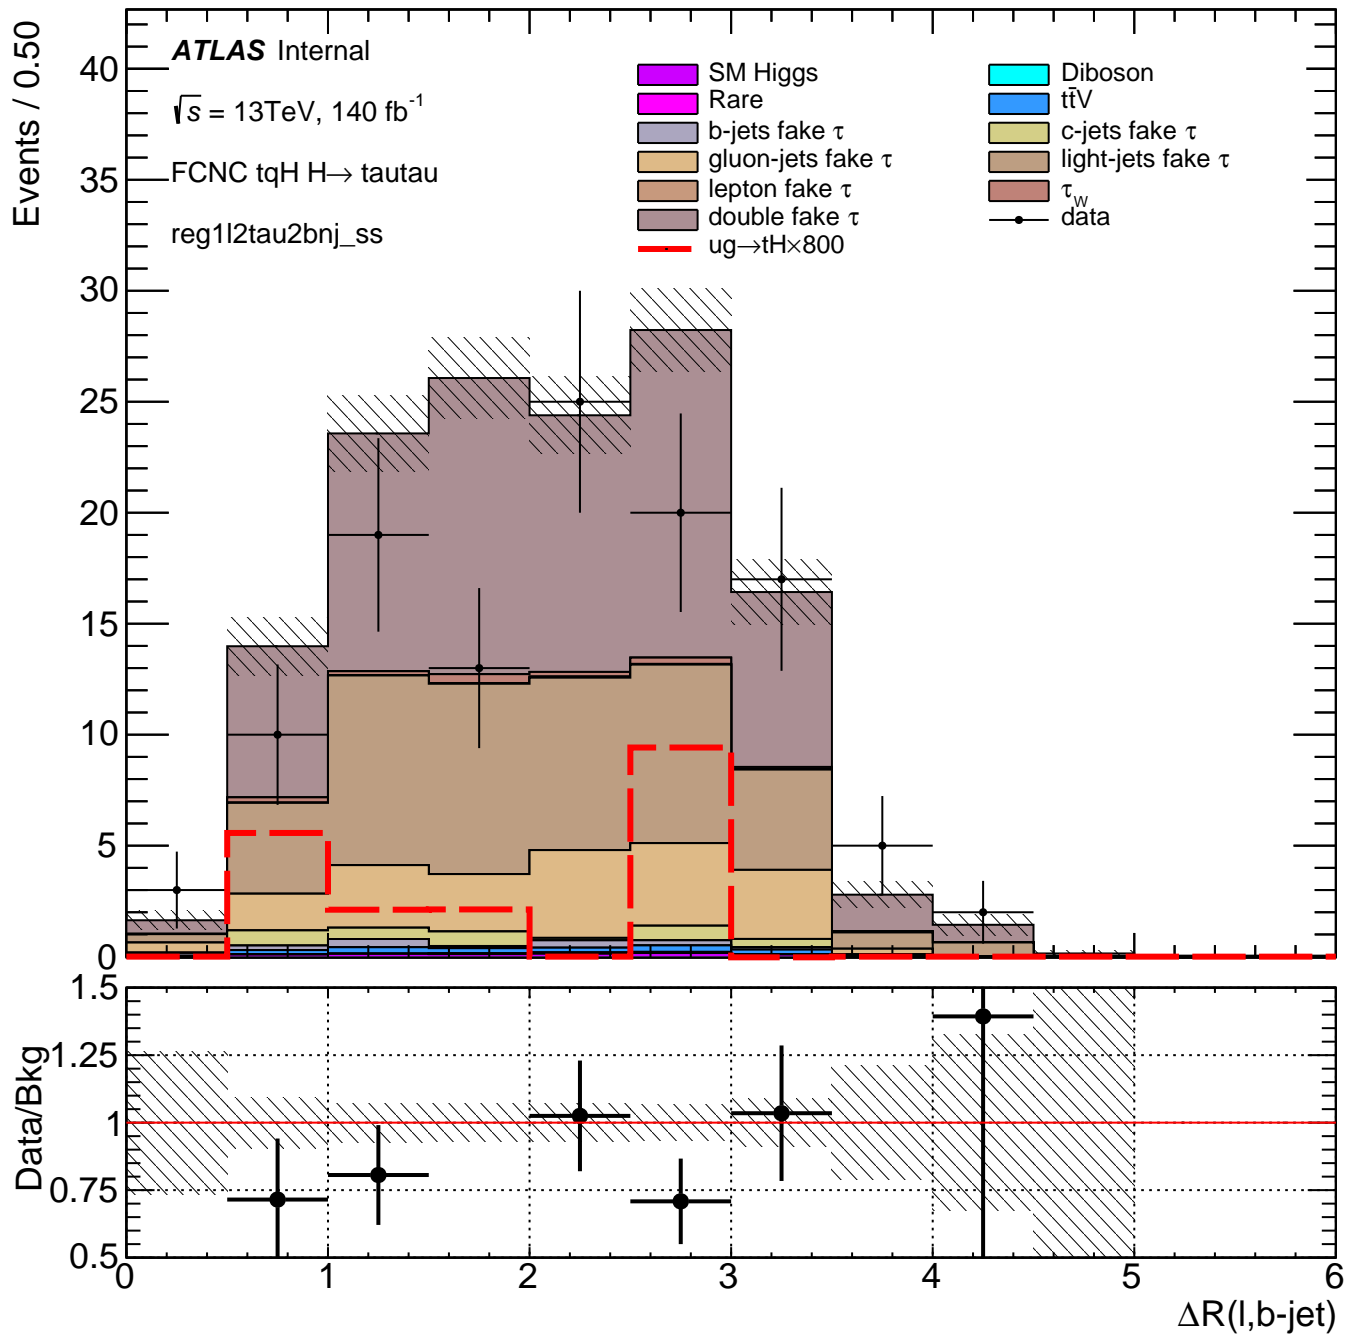 Events / 0.50
ATLAS Internal
√s = 13TeV, 140 fb⁻¹
FCNC tqH H→ tautau
reg1l2tau2bnj_ss
SM Higgs
Diboson
Rare
tt̄V
b-jets fake τ
c-jets fake τ
gluon-jets fake τ
light-jets fake τ
lepton fake τ
τ_W
double fake τ
data
ug→tH×800
40
35
30
25
20
15
10
5
0
Data/Bkg
1.5
1.25
1
0.75
0.5
0 1 2 3 4 5 6
ΔR(l,b-jet)